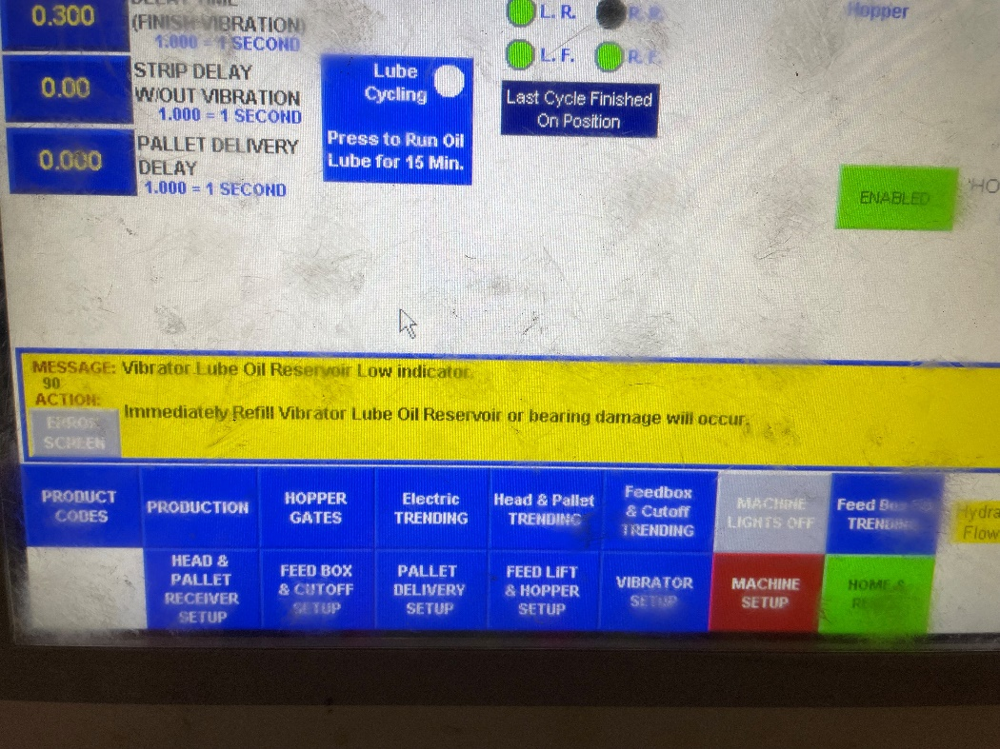 0.300
DELAY TIME
(FINISH VIBRATION)
1.000 = 1 SECOND
0.00
STRIP DELAY
W/OUT VIBRATION
1.000 = 1 SECOND
0.000
PALLET DELIVERY
DELAY
1.000 = 1 SECOND
Lube
Cycling
Press to Run Oil
Lube for 15 Min.
L. R.
R. R.
L. F.
R. F.
Last Cycle Finished
On Position
Hopper
ENABLED
'HO
MESSAGE: Vibrator Lube Oil Reservoir Low indicator.
90
ACTION:
Immediately Refill Vibrator Lube Oil Reservoir or bearing damage will occur.
ERROR
SCREEN
PRODUCT
CODES
PRODUCTION
HOPPER
GATES
Electric
TRENDING
Head & Pallet
TRENDING
Feedbox
& Cutoff
TRENDING
MACHINE
LIGHTS OFF
Feed Box
TRENDING
Hydra
Flow
HEAD &
PALLET
RECEIVER
SETUP
FEED BOX
& CUTOFF
SETUP
PALLET
DELIVERY
SETUP
FEED LIFT
& HOPPER
SETUP
VIBRATOR
SETUP
MACHINE
SETUP
HOME &